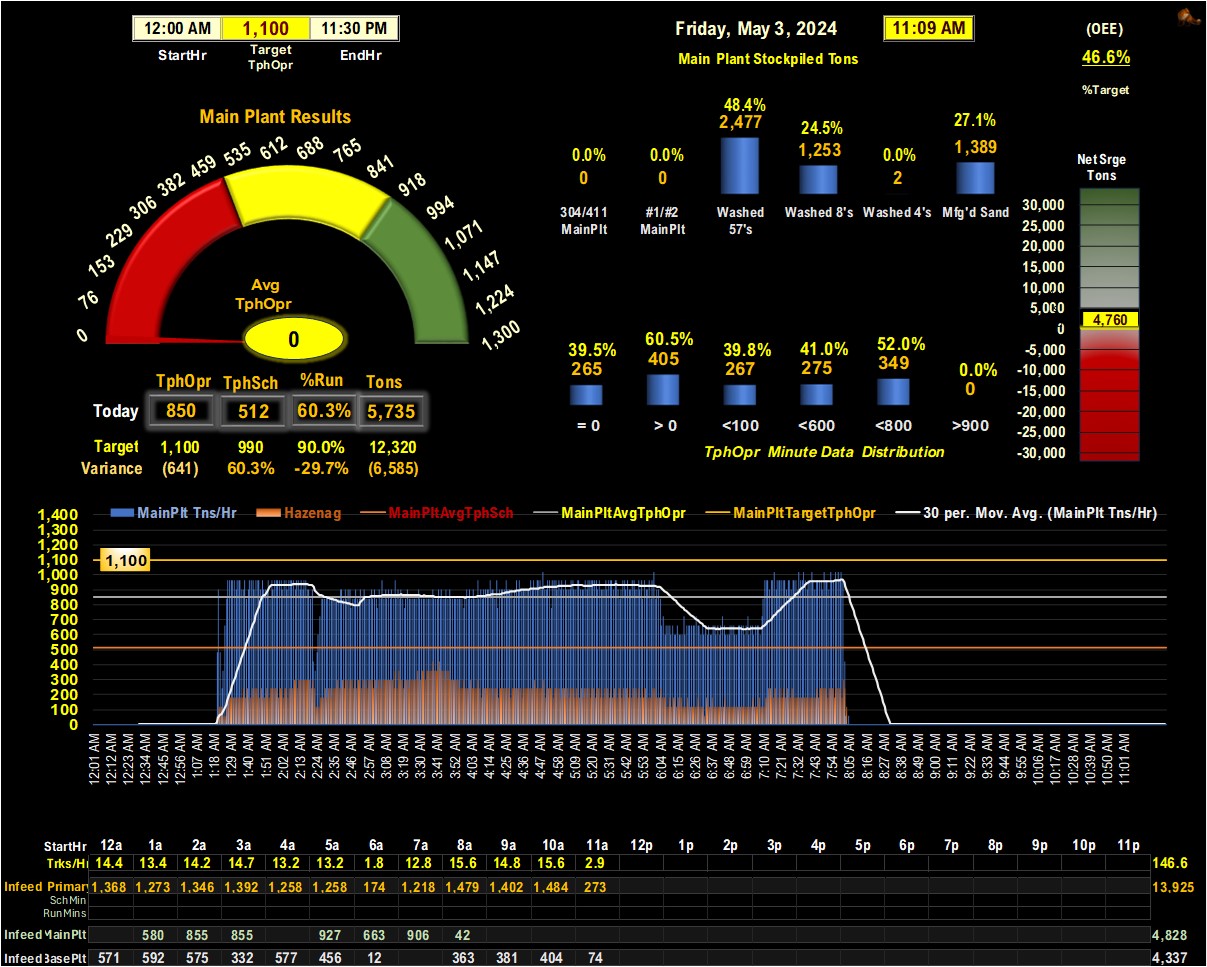 12:00 AM 1,100 11:30 PM
StartHr Target TphOpr EndHr
Friday, May 3, 2024 11:09 AM
Main Plant Stockpiled Tons
(OEE)
46.6%
%Target
Main Plant Results
0 76 153 229 306 382 459 535 612 688 765 841 918 994 1,071 1,147 1,224 1,300
Avg
TphOpr
0
48.4% 24.5% 27.1%
2,477 1,253 1,389
0.0% 0.0% 0.0%
0 0 2
304/411 MainPlt
#1/#2 MainPlt
Washed 57's
Washed 8's
Washed 4's
Mfg'd Sand
Net Srge
Tons
30,000
25,000
20,000
15,000
10,000
5,000
4,760
0
-5,000
-10,000
-15,000
-20,000
-25,000
-30,000
39.5% 60.5% 39.8% 41.0% 52.0% 0.0%
265 405 267 275 349 0
= 0 > 0 <100 <600 <800 >900
TphOpr Minute Data Distribution
TphOpr TphSch %Run Tons
Today 850 512 60.3% 5,735
Target 1,100 990 90.0% 12,320
Variance (641) 60.3% -29.7% (6,585)
MainPlt Tns/Hr Hazenag MainPltAvgTphSch MainPltAvgTphOpr MainPltTargetTphOpr 30 per. Mov. Avg. (MainPlt Tns/Hr)
1,400
1,300
1,200
1,100
1,100
1,000
900
800
700
600
500
400
300
200
100
0
12:01 AM 12:12 AM 12:23 AM 12:34 AM 12:45 AM 12:56 AM 1:07 AM 1:18 AM 1:29 AM 1:40 AM 1:51 AM 2:02 AM 2:13 AM 2:24 AM 2:35 AM 2:46 AM 2:57 AM 3:08 AM 3:19 AM 3:30 AM 3:41 AM 3:52 AM 4:03 AM 4:14 AM 4:25 AM 4:36 AM 4:47 AM 4:58 AM 5:09 AM 5:20 AM 5:31 AM 5:42 AM 5:53 AM 6:04 AM 6:15 AM 6:26 AM 6:37 AM 6:48 AM 6:59 AM 7:10 AM 7:21 AM 7:32 AM 7:43 AM 7:54 AM 8:05 AM 8:16 AM 8:27 AM 8:38 AM 8:49 AM 9:00 AM 9:11 AM 9:22 AM 9:33 AM 9:44 AM 9:55 AM 10:06 AM 10:17 AM 10:28 AM 10:39 AM 10:50 AM 11:01 AM
StartHr 12a 1a 2a 3a 4a 5a 6a 7a 8a 9a 10a 11a 12p 1p 2p 3p 4p 5p 6p 7p 8p 9p 10p 11p
Trks/Hr 14.4 13.4 14.2 14.7 13.2 13.2 1.8 12.8 15.6 14.8 15.6 2.9 146.6
Infeed Primary 1,368 1,273 1,346 1,392 1,258 1,258 174 1,218 1,479 1,402 1,484 273 13,925
SchMin
RunMins
Infeed MainPlt 580 855 855 927 663 906 42 4,828
Infeed BasePlt 571 592 575 332 577 456 12 363 381 404 74 4,337